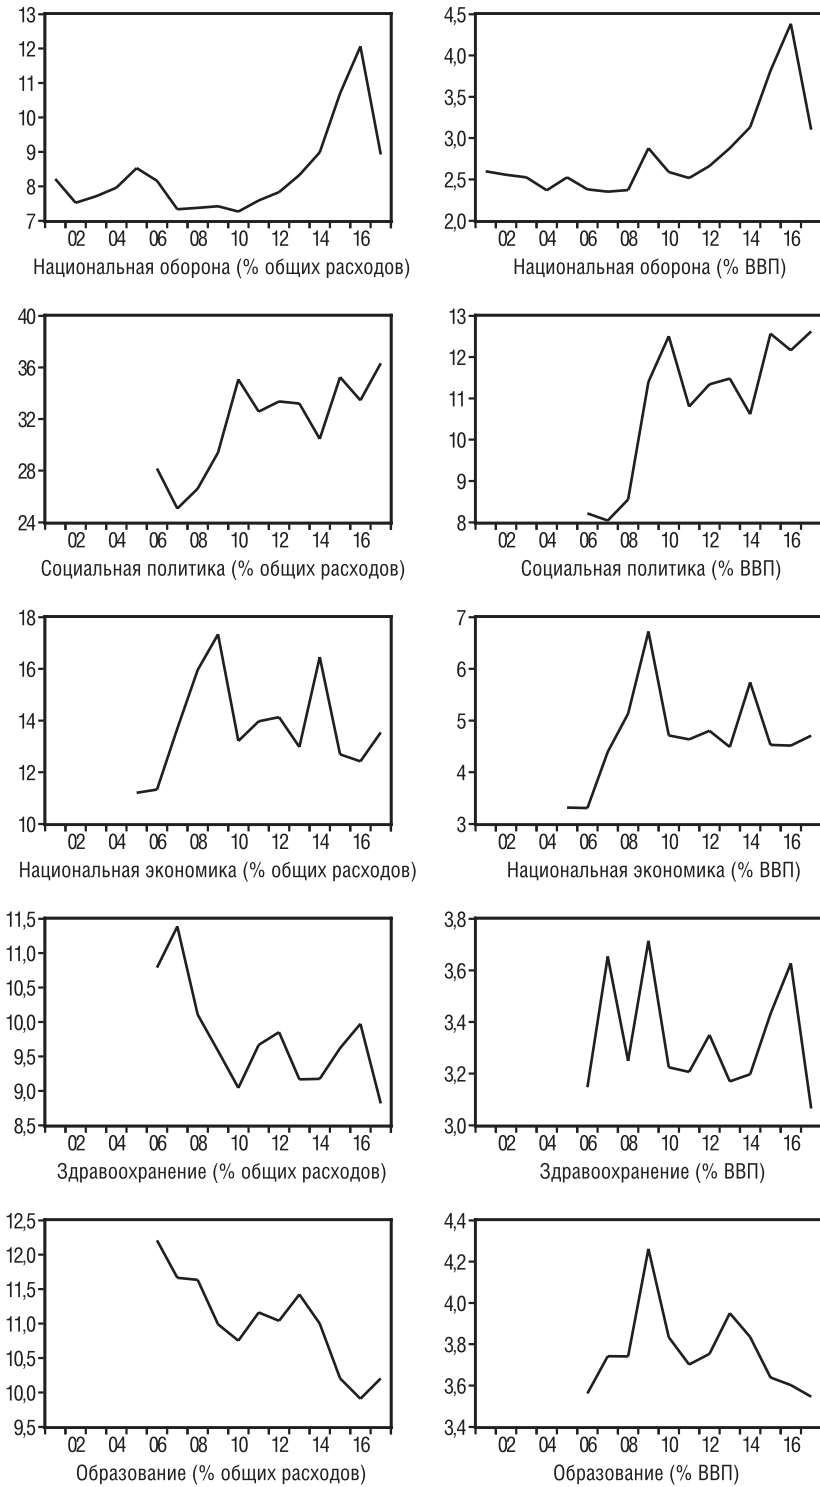 13
12
11
10
9
8
7
02 04 06 08 10 12 14 16
Национальная оборона (% общих расходов)
4,5
4,0
3,5
3,0
2,5
2,0
02 04 06 08 10 12 14 16
Национальная оборона (% ВВП)
40
36
32
28
24
02 04 06 08 10 12 14 16
Социальная политика (% общих расходов)
13
12
11
10
9
8
02 04 06 08 10 12 14 16
Социальная политика (% ВВП)
18
16
14
12
10
02 04 06 08 10 12 14 16
Национальная экономика (% общих расходов)
7
6
5
4
3
02 04 06 08 10 12 14 16
Национальная экономика (% ВВП)
11,5
11,0
10,5
10,0
9,5
9,0
8,5
02 04 06 08 10 12 14 16
Здравоохранение (% общих расходов)
3,8
3,6
3,4
3,2
3,0
02 04 06 08 10 12 14 16
Здравоохранение (% ВВП)
12,5
12,0
11,5
11,0
10,5
10,0
9,5
02 04 06 08 10 12 14 16
Образование (% общих расходов)
4,4
4,2
4,0
3,8
3,6
3,4
02 04 06 08 10 12 14 16
Образование (% ВВП)